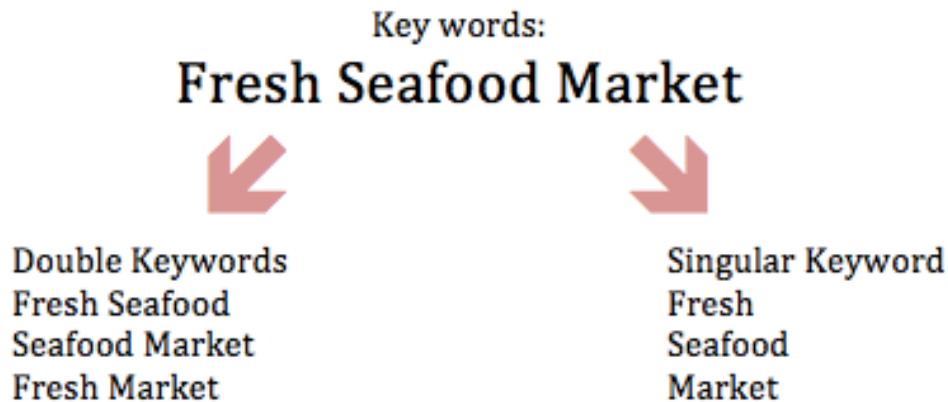 Key words:
Fresh Seafood Market
Double Keywords
Fresh Seafood
Seafood Market
Fresh Market
Singular Keyword
Fresh
Seafood
Market